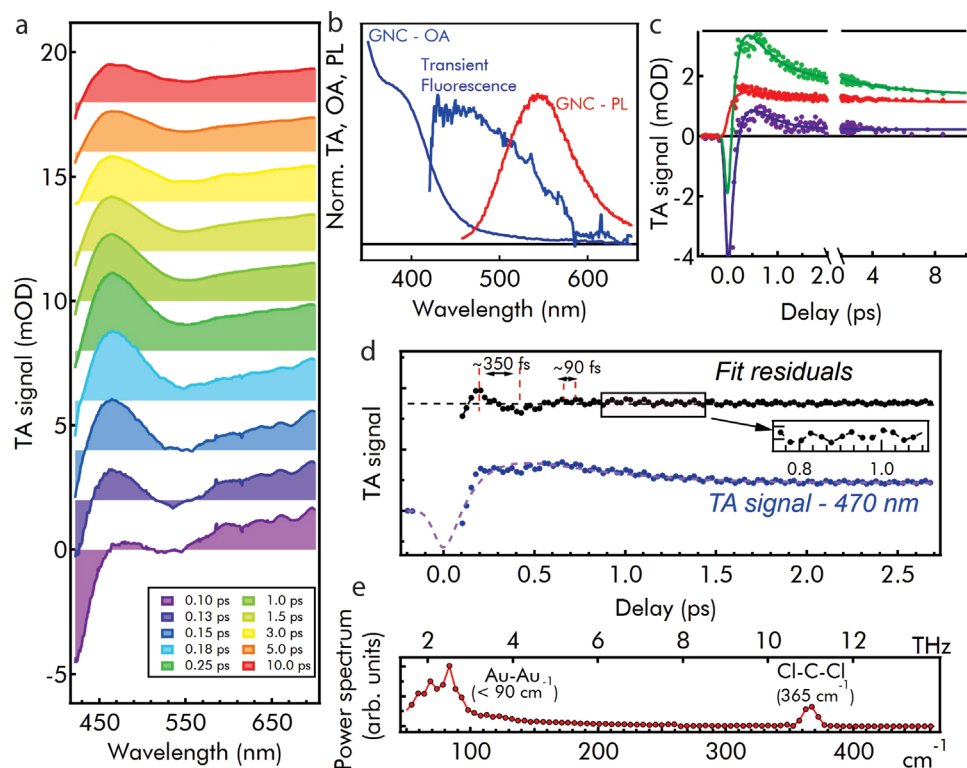 a
20
15
10
5
0
-5
TA signal (mOD)
0.10 ps
0.13 ps
0.15 ps
0.18 ps
0.25 ps
1.0 ps
1.5 ps
3.0 ps
5.0 ps
10.0 ps
450
550
650
Wavelength (nm)
b
Norm. TA, OA, PL
GNC - OA
Transient
Fluorescence
GNC - PL
400
500
600
Wavelength (nm)
c
TA signal (mOD)
2
0
-2
-4
0.0
1.0
2.0
4
8
Delay (ps)
d
~350 fs
~90 fs
Fit residuals
0.8
1.0
TA signal
TA signal - 470 nm
0.0
0.5
1.0
1.5
2.0
2.5
Delay (ps)
e
2
4
6
8
10
12
THz
Power spectrum
(arb. units)
Au-Au
(< 90 cm-1)
Cl-C-Cl
(365 cm-1)
100
200
300
400
cm-1